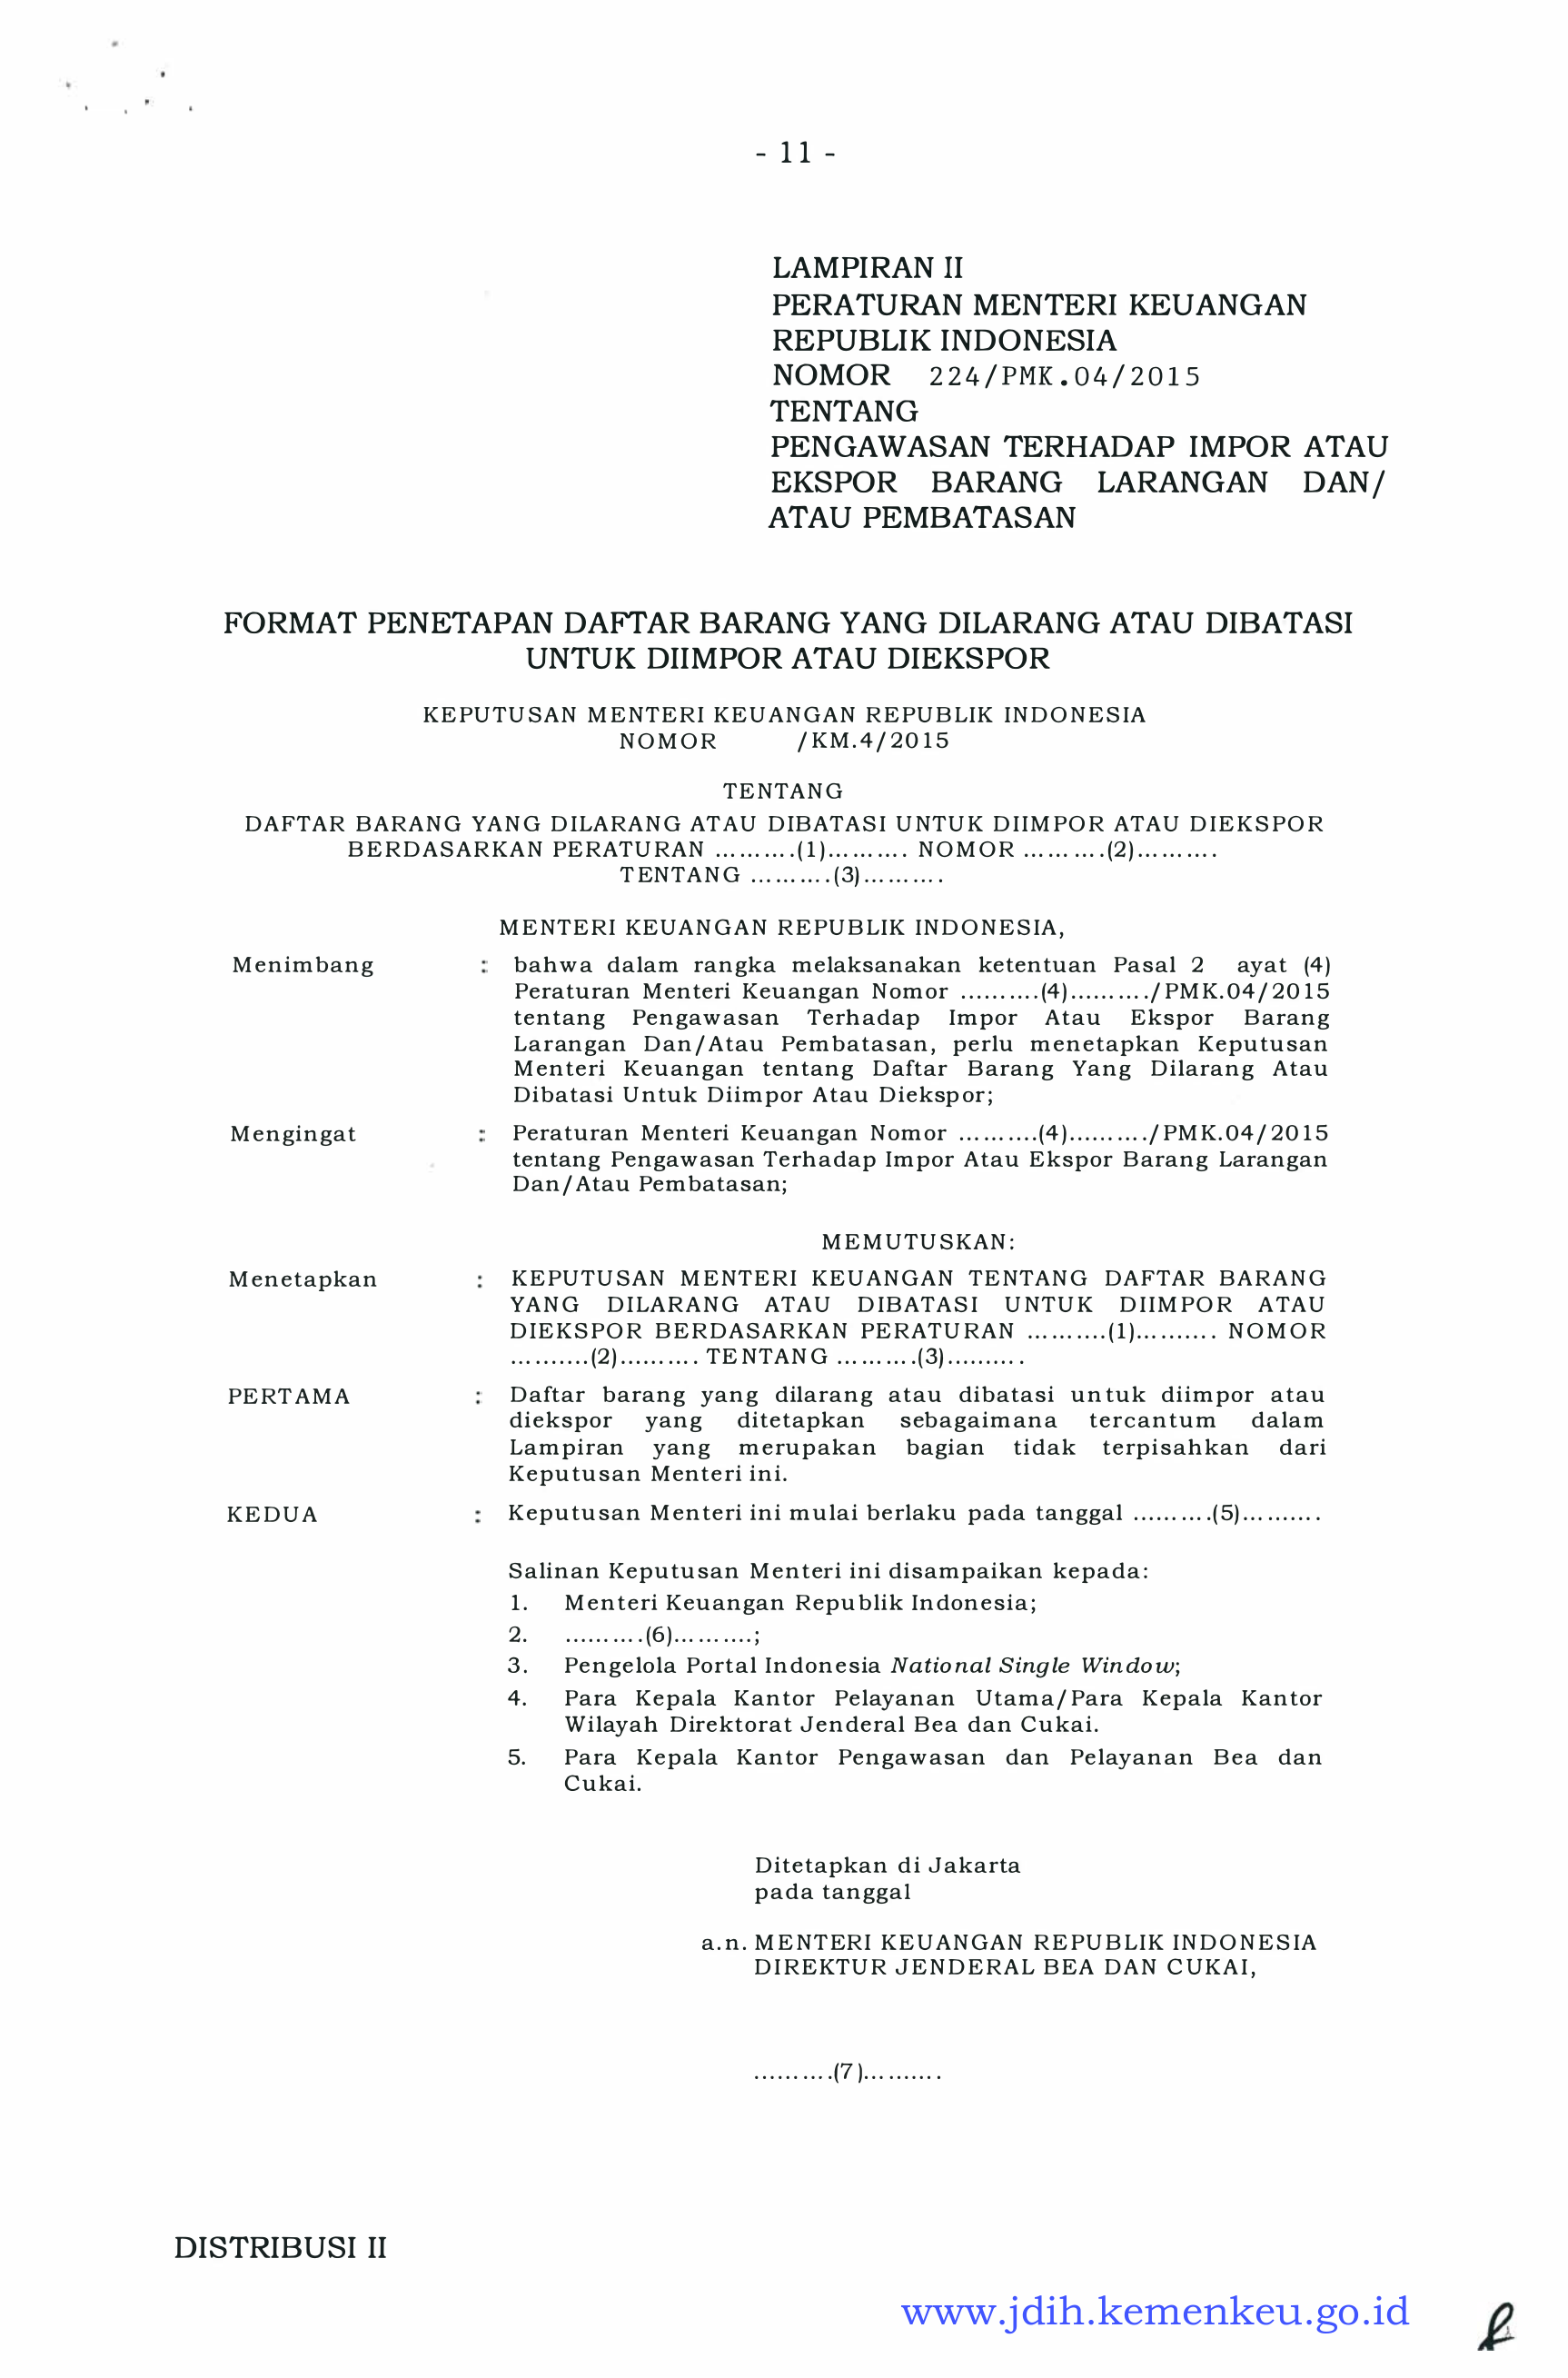 - 11 -
LAMPIRAN II
PERATURAN MENTERI KEUANGAN
REPUBLIK INDONESIA
NOMOR 224/PMK.04/2015
TENTANG
PENGAWASAN TERHADAP IMPOR ATAU
EKSPOR BARANG LARANGAN DAN/
ATAU PEMBATASAN
FORMAT PENETAPAN DAFTAR BARANG YANG DILARANG ATAU DIBATASI
UNTUK DIIMPOR ATAU DIEKSPOR
KEPUTUSAN MENTERI KEUANGAN REPUBLIK INDONESIA
NOMOR /KM.4/2015
TENTANG
DAFTAR BARANG YANG DILARANG ATAU DIBATASI UNTUK DIIMPOR ATAU DIEKSPOR
BERDASARKAN PERATURAN ..........(1).......... NOMOR ..........(2)..........
TENTANG ..........(3)..........
MENTERI KEUANGAN REPUBLIK INDONESIA,
Menimbang : bahwa dalam rangka melaksanakan ketentuan Pasal 2 ayat (4)
Peraturan Menteri Keuangan Nomor ..........(4)........../PMK.04/2015
tentang Pengawasan Terhadap Impor Atau Ekspor Barang
Larangan Dan/Atau Pembatasan, perlu menetapkan Keputusan
Menteri Keuangan tentang Daftar Barang Yang Dilarang Atau
Dibatasi Untuk Diimpor Atau Diekspor;
Mengingat : Peraturan Menteri Keuangan Nomor ..........(4)........../PMK.04/2015
tentang Pengawasan Terhadap Impor Atau Ekspor Barang Larangan
Dan/Atau Pembatasan;
MEMUTUSKAN:
Menetapkan : KEPUTUSAN MENTERI KEUANGAN TENTANG DAFTAR BARANG
YANG DILARANG ATAU DIBATASI UNTUK DIIMPOR ATAU
DIEKSPOR BERDASARKAN PERATURAN ..........(1).......... NOMOR
..........(2).......... TENTANG ..........(3)..........
PERTAMA : Daftar barang yang dilarang atau dibatasi untuk diimpor atau
diekspor yang ditetapkan sebagaimana tercantum dalam
Lampiran yang merupakan bagian tidak terpisahkan dari
Keputusan Menteri ini.
KEDUA : Keputusan Menteri ini mulai berlaku pada tanggal ..........(5)..........
Salinan Keputusan Menteri ini disampaikan kepada:
1. Menteri Keuangan Republik Indonesia;
2. ..........(6)..........;
3. Pengelola Portal Indonesia National Single Window;
4. Para Kepala Kantor Pelayanan Utama/Para Kepala Kantor
Wilayah Direktorat Jenderal Bea dan Cukai.
5. Para Kepala Kantor Pengawasan dan Pelayanan Bea dan
Cukai.
Ditetapkan di Jakarta
pada tanggal
a.n. MENTERI KEUANGAN REPUBLIK INDONESIA
DIREKTUR JENDERAL BEA DAN CUKAI,
..........(7)..........
DISTRIBUSI II
www.jdih.kemenkeu.go.id